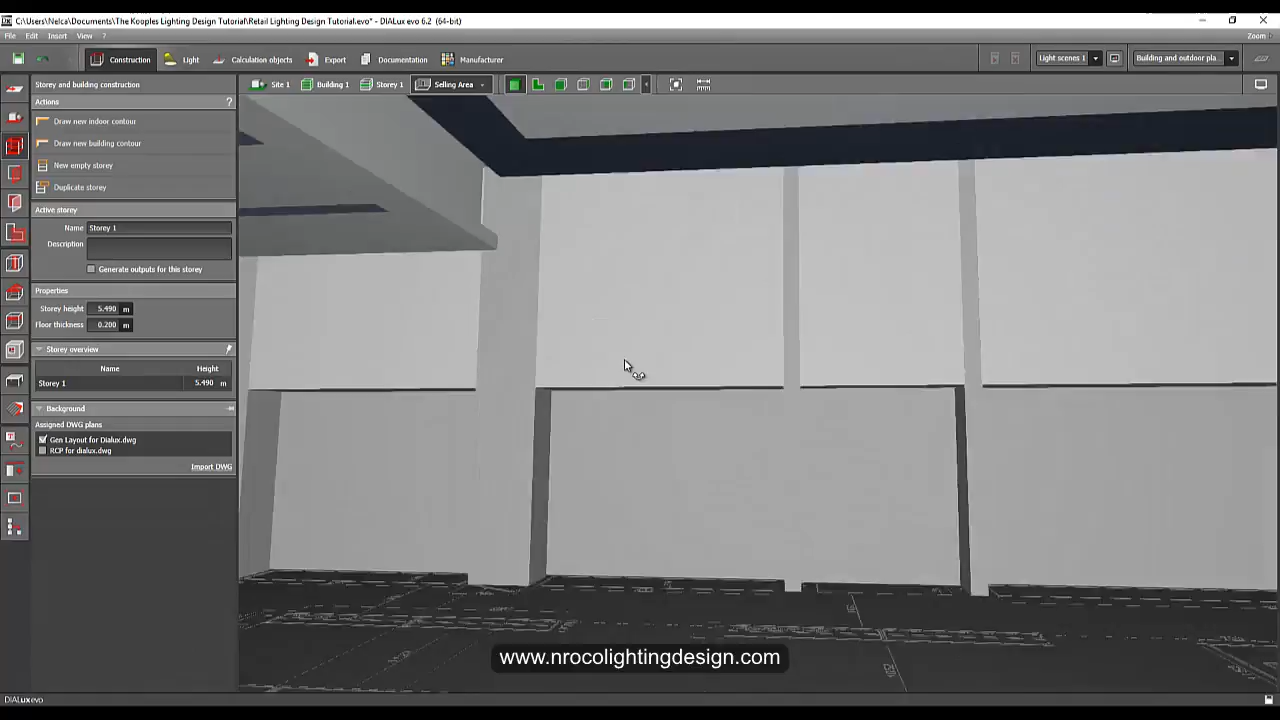 C:\Users\Nelca\Documents\The Kooples Lighting Design Tutorial\Retail Lighting Design Tutorial.evo* - DIALux evo 6.2 (64-bit)
File Edit Insert View ? Zoom
Construction Light Calculation objects Export Documentation Manufacturer Light scenes 1 Building and outdoor pla...
Storey and building construction Site 1 Building 1 Storey 1 Selling Area
Actions ?
Draw new indoor contour
Draw new building contour
New empty storey
Duplicate storey
Active storey
Name Storey 1
Description
Generate outputs for this storey
Properties
Storey height 5.490 m
Floor thickness 0.200 m
Storey overview
Name Height
Storey 1 5.490 m
Background
Assigned DWG plans
Gen Layout for Dialux.dwg
RCP for dialux.dwg
Import DWG
www.nrocolightingdesign.com
DIALux evo